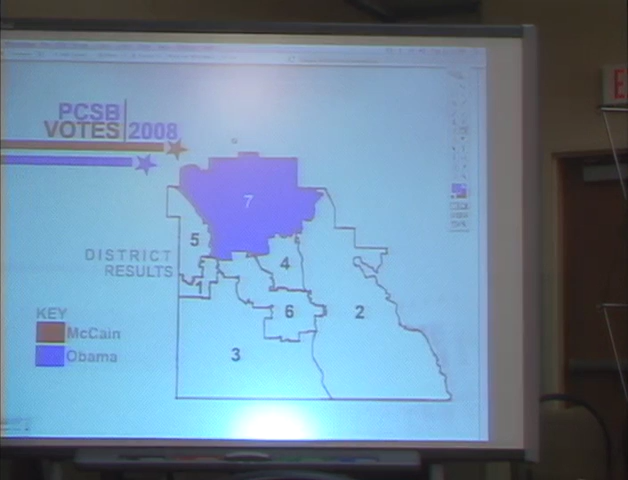 PCSB
VOTES 2008
7
5
DISTRICT
RESULTS
4
1
6
2
KEY
McCain
Obama
3
E